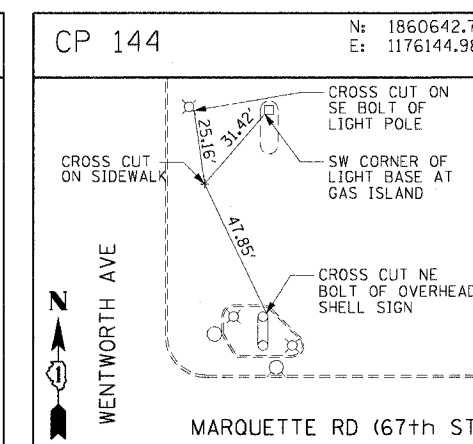 CP 144
N: 1860642.7
E: 1176144.98
CROSS CUT ON
SE BOLT OF
LIGHT POLE
25.16'
31.42'
CROSS CUT
ON SIDEWALK
SW CORNER OF
LIGHT BASE AT
GAS ISLAND
47.85'
CROSS CUT NE
BOLT OF OVERHEAD
SHELL SIGN
WENTWORTH AVE
N
1
MARQUETTE RD (67th ST